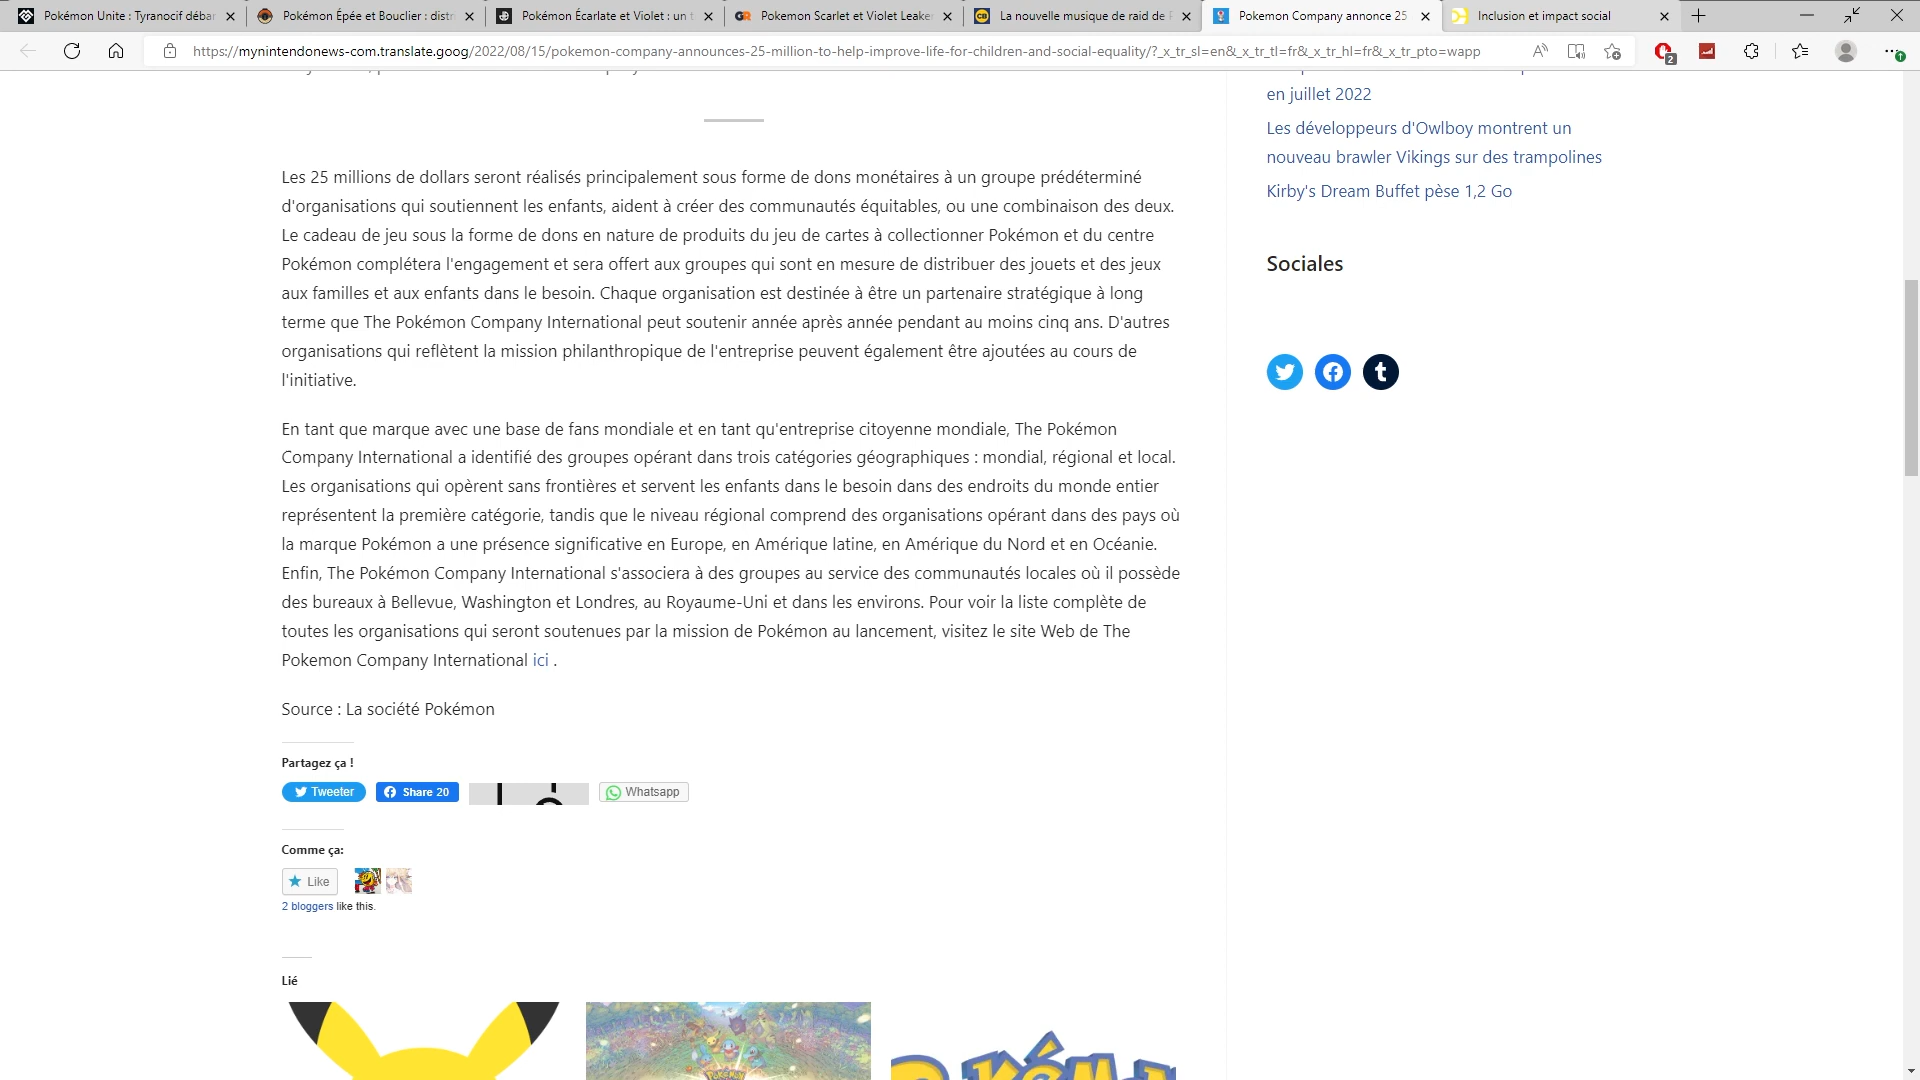 Pokémon Unite : Tyranocif débar
Pokémon Épée et Bouclier : distr
Pokémon Écarlate et Violet : un t
Pokemon Scarlet et Violet Leake
La nouvelle musique de raid de
Pokemon Company annonce 25
Inclusion et impact social
https://mynintendonews-com.translate.goog/2022/08/15/pokemon-company-announces-25-million-to-help-improve-life-for-children-and-social-equality/?_x_tr_sl=en&_x_tr_tl=fr&_x_tr_hl=fr&_x_tr_pto=wapp
2
en juillet 2022
Les développeurs d'Owlboy montrent un
nouveau brawler Vikings sur des trampolines
Kirby's Dream Buffet pèse 1,2 Go
Sociales
Les 25 millions de dollars seront réalisés principalement sous forme de dons monétaires à un groupe prédéterminé
d'organisations qui soutiennent les enfants, aident à créer des communautés équitables, ou une combinaison des deux.
Le cadeau de jeu sous la forme de dons en nature de produits du jeu de cartes à collectionner Pokémon et du centre
Pokémon complétera l'engagement et sera offert aux groupes qui sont en mesure de distribuer des jouets et des jeux
aux familles et aux enfants dans le besoin. Chaque organisation est destinée à être un partenaire stratégique à long
terme que The Pokémon Company International peut soutenir année après année pendant au moins cinq ans. D'autres
organisations qui reflètent la mission philanthropique de l'entreprise peuvent également être ajoutées au cours de
l'initiative.
En tant que marque avec une base de fans mondiale et en tant qu'entreprise citoyenne mondiale, The Pokémon
Company International a identifié des groupes opérant dans trois catégories géographiques : mondial, régional et local.
Les organisations qui opèrent sans frontières et servent les enfants dans le besoin dans des endroits du monde entier
représentent la première catégorie, tandis que le niveau régional comprend des organisations opérant dans des pays où
la marque Pokémon a une présence significative en Europe, en Amérique latine, en Amérique du Nord et en Océanie.
Enfin, The Pokémon Company International s'associera à des groupes au service des communautés locales où il possède
des bureaux à Bellevue, Washington et Londres, au Royaume-Uni et dans les environs. Pour voir la liste complète de
toutes les organisations qui seront soutenues par la mission de Pokémon au lancement, visitez le site Web de The
Pokemon Company International ici .
Source : La société Pokémon
Partagez ça !
Tweeter
Share 20
Whatsapp
Comme ça:
Like
2 bloggers like this.
Lié
POKÉMON